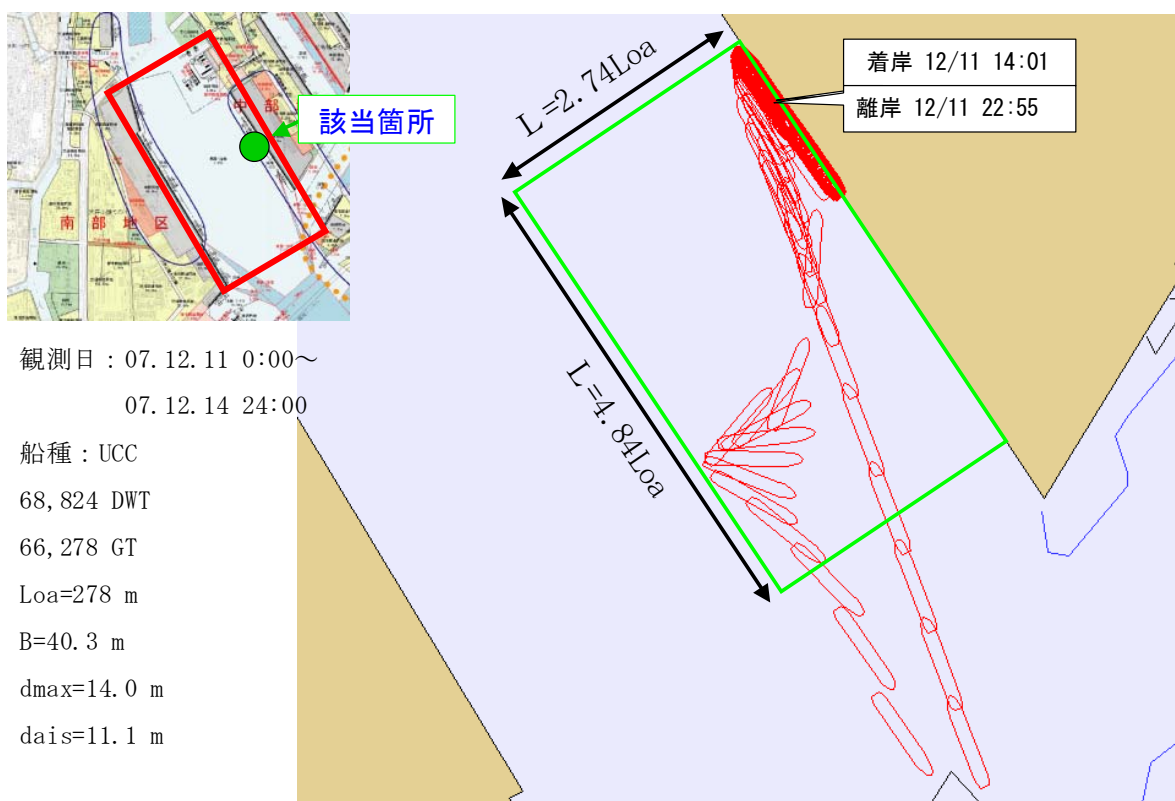 中部
南部地区
該当箇所
L=2.74Loa
L=4.84Loa
着岸 12/11 14:01
離岸 12/11 22:55
観測日：07.12.11 0:00～
07.12.14 24:00
船種：UCC
68,824 DWT
66,278 GT
Loa=278 m
B=40.3 m
dmax=14.0 m
dais=11.1 m